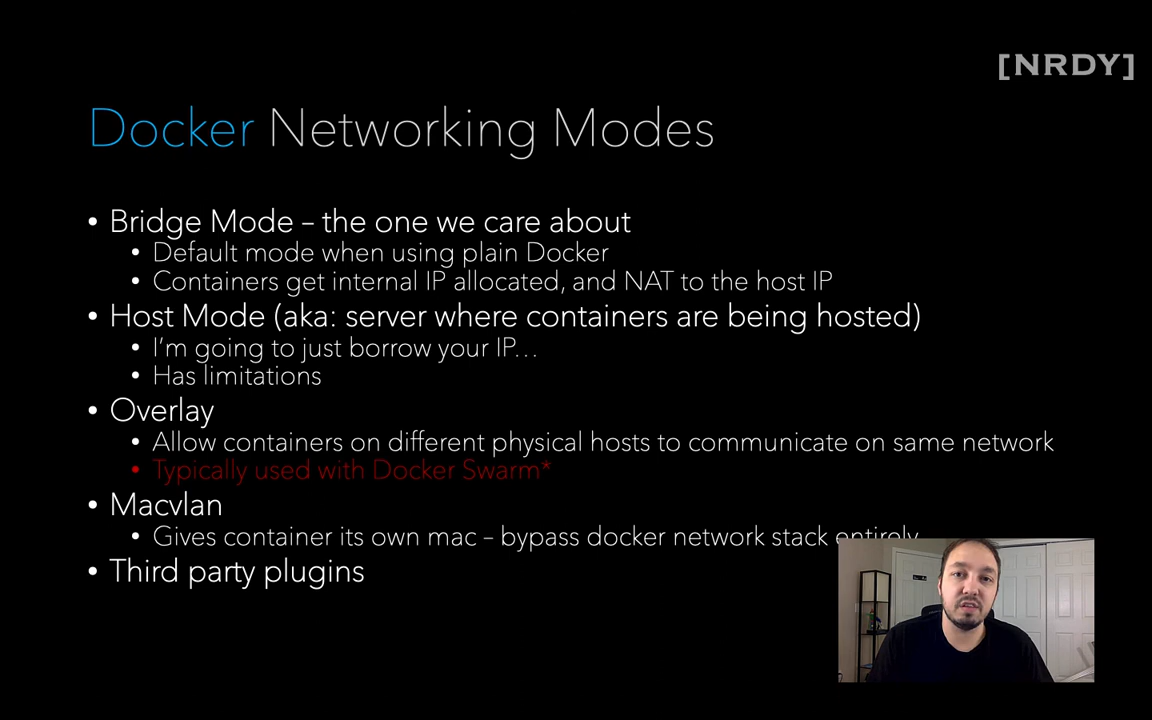 [NRDY]
Docker Networking Modes
• Bridge Mode – the one we care about
• Default mode when using plain Docker
• Containers get internal IP allocated, and NAT to the host IP
• Host Mode (aka: server where containers are being hosted)
• I'm going to just borrow your IP...
• Has limitations
• Overlay
• Allow containers on different physical hosts to communicate on same network
• Typically used with Docker Swarm*
• Macvlan
• Gives container its own mac – bypass docker network stack entirely
• Third party plugins